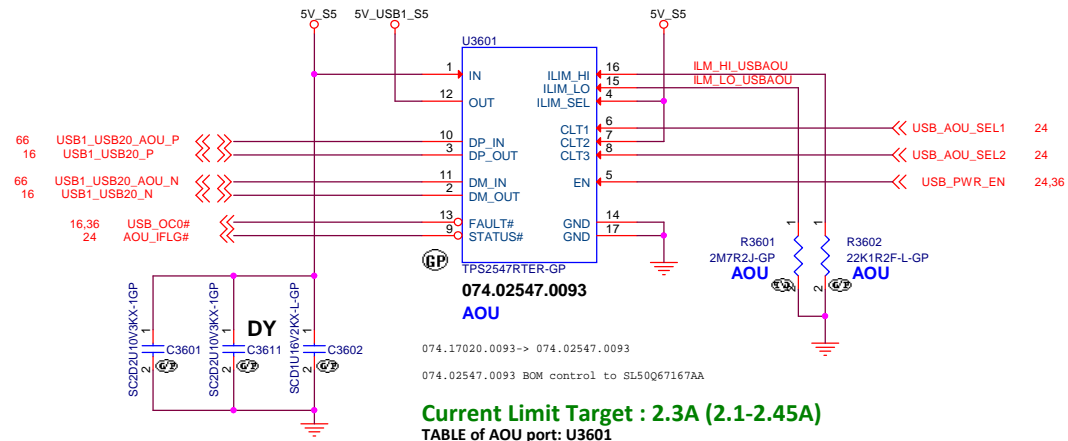 5V_S5
5V_USB1_S5
5V_S5
U3601
1 IN
12 OUT
10 DP_IN
3 DP_OUT
11 DM_IN
2 DM_OUT
13 FAULT#
9 STATUS#
ILIM_HI 16
ILIM_LO 15
ILIM_SEL 4
CLT1 6
CLT2 7
CLT3 8
EN 5
GND 14
GND 17
ILM_HI_USBAOU
ILM_LO_USBAOU
66 USB1_USB20_AOU_P
16 USB1_USB20_P
66 USB1_USB20_AOU_N
16 USB1_USB20_N
16,36 USB_OC0#
24 AOU_IFLG#
USB_AOU_SEL1 24
USB_AOU_SEL2 24
USB_PWR_EN 24,36
GP
TPS2547RTER-GP
074.02547.0093
AOU
1
R3601
2M7R2J-GP
AOU
2
1
R3602
22K1R2F-L-GP
AOU
2
SC2D2U10V3KX-1GP
1
2
C3601
SC2D2U10V3KX-1GP
1
2
C3611
DY
SCD1U16V2KX-L-GP
1
2
C3602
074.17020.0093-> 074.02547.0093
074.02547.0093 BOM control to SL50Q67167AA
Current Limit Target : 2.3A (2.1-2.45A)
TABLE of AOU port: U3601